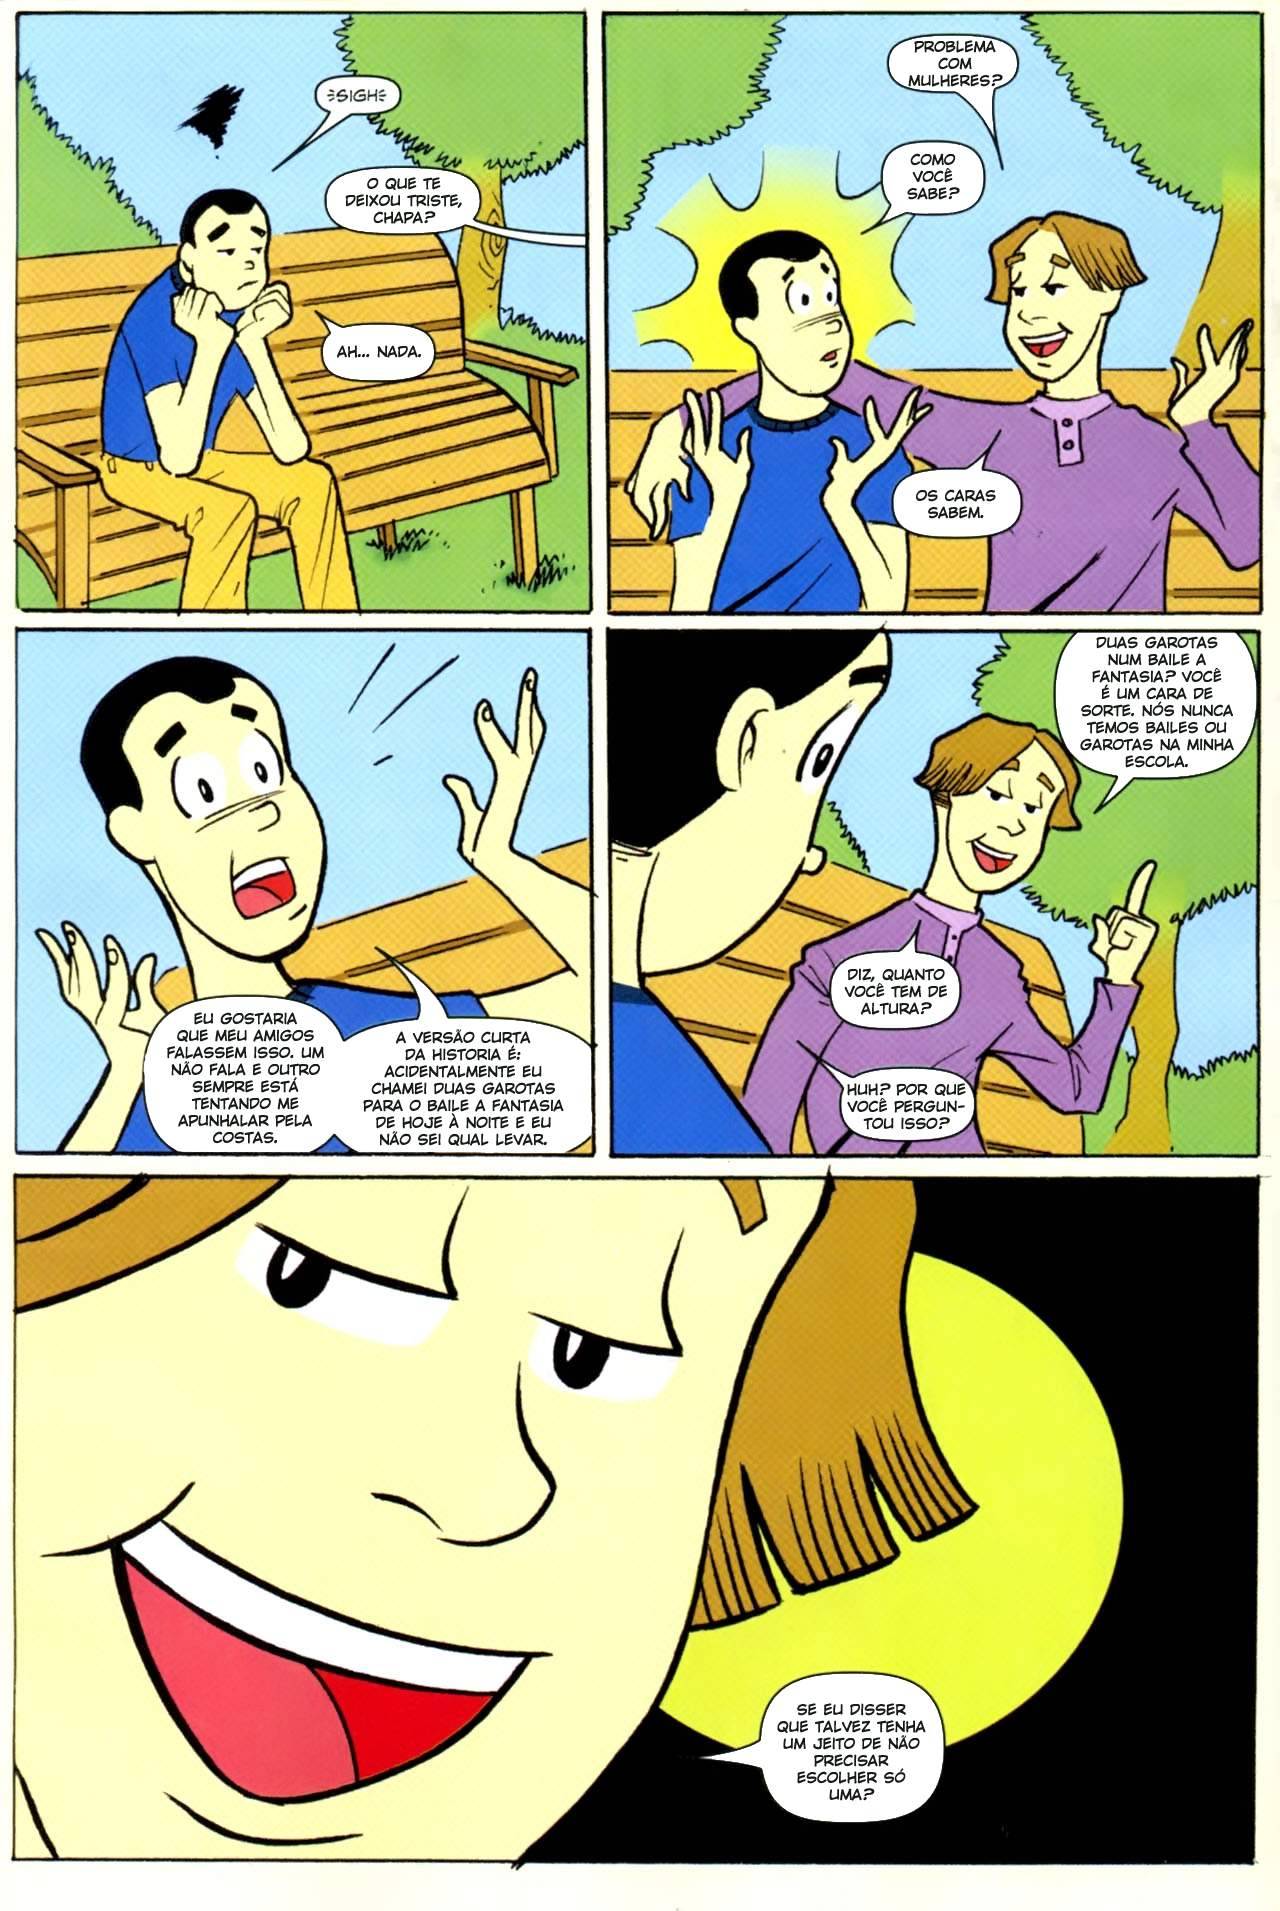 SIGH
O QUE TE
DEIXOU TRISTE,
CHAPA?
AH... NADA.
PROBLEMA
COM
MULHERES?
COMO
VOCÊ
SABE?
OS CARAS
SABEM.
EU GOSTARIA
QUE MEU AMIGOS
FALASSEM ISSO. UM
NÃO FALA E OUTRO
SEMPRE ESTÁ
TENTANDO ME
APUNHALAR PELA
COSTAS.
A VERSÃO CURTA
DA HISTORIA É:
ACIDENTALMENTE EU
CHAMEI DUAS GAROTAS
PARA O BAILE A FANTASIA
DE HOJE À NOITE E EU
NÃO SEI QUAL LEVAR.
DUAS GAROTAS
NUM BAILE A
FANTASIA? VOCÊ
É UM CARA DE
SORTE. NÓS NUNCA
TEMOS BAILES OU
GAROTAS NA MINHA
ESCOLA.
DIZ, QUANTO
VOCÊ TEM DE
ALTURA?
HUH? POR QUE
VOCÊ PERGUN-
TOU ISSO?
SE EU DISSER
QUE TALVEZ TENHA
UM JEITO DE NÃO
PRECISAR
ESCOLHER SÓ
UMA?